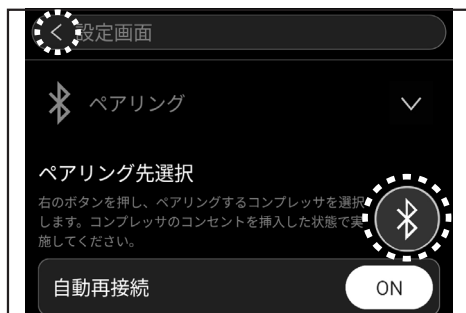 設定画面
ペアリング
ペアリング先選択
右のボタンを押し、ペアリングするコンプレッサを選択
します。コンプレッサのコンセントを挿入した状態で実
施してください。
自動再接続
ON